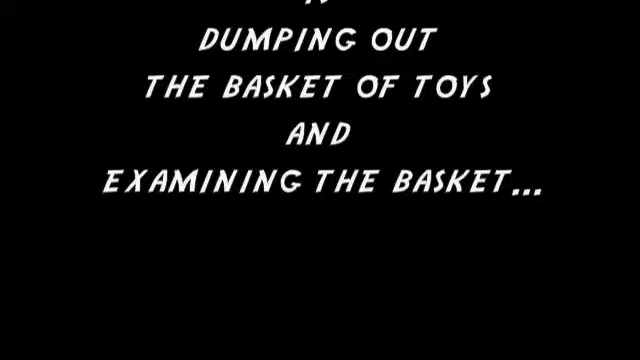 DUMPING OUT
THE BASKET OF TOYS
AND
EXAMINING THE BASKET...